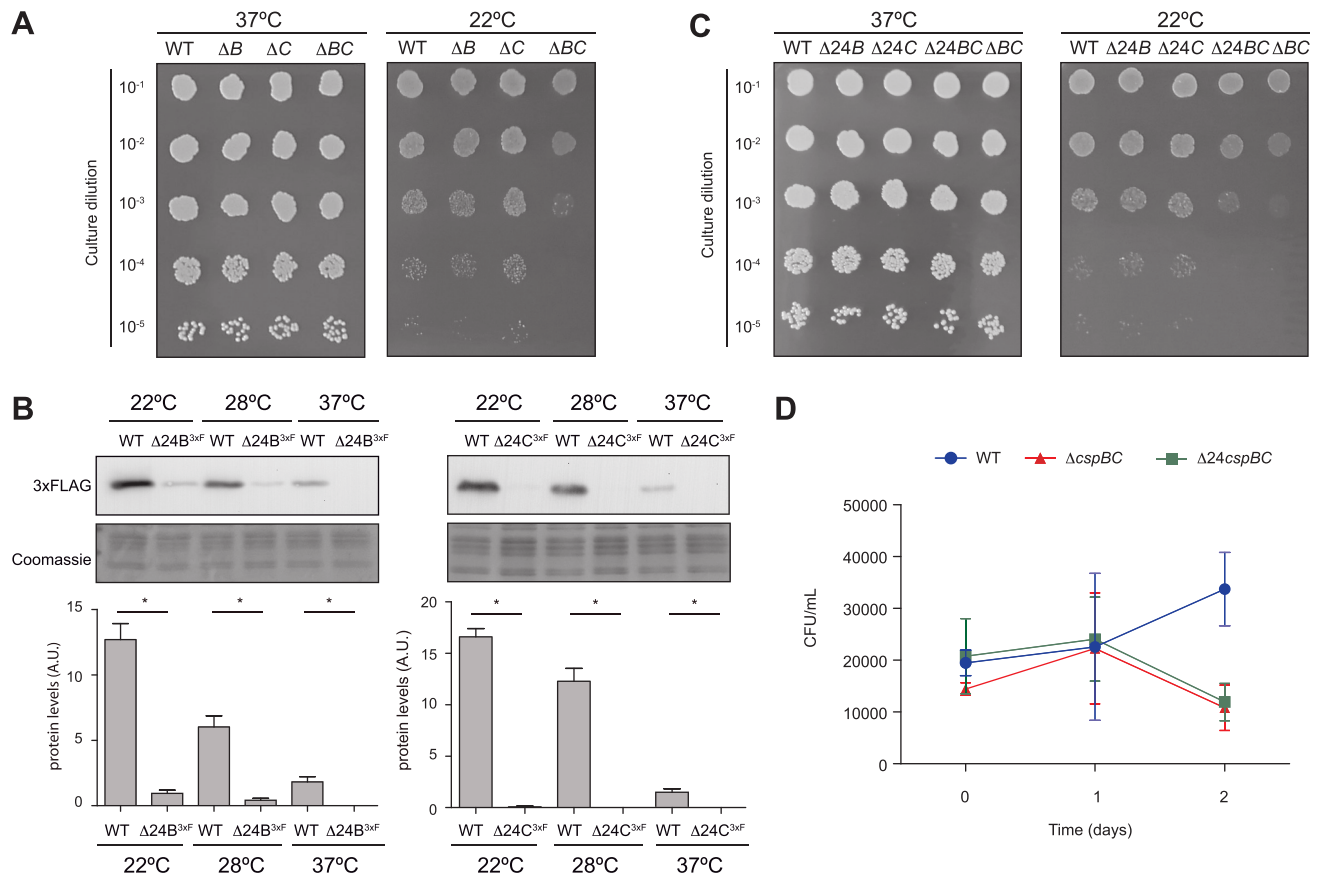 A
37ºC 22ºC
WT ΔB ΔC ΔBC WT ΔB ΔC ΔBC
Culture dilution
10-1
10-2
10-3
10-4
10-5
C
37ºC 22ºC
WT Δ24B Δ24C Δ24BC ΔBC WT Δ24B Δ24C Δ24BC ΔBC
Culture dilution
10-1
10-2
10-3
10-4
10-5
B
22ºC 28ºC 37ºC
WT Δ24B3xF WT Δ24B3xF WT Δ24B3xF
3xFLAG
Coomassie
15
10
5
0
protein levels (A.U.)
* * *
WT Δ24B3xF WT Δ24B3xF WT Δ24B3xF
22ºC 28ºC 37ºC
22ºC 28ºC 37ºC
WT Δ24C3xF WT Δ24C3xF WT Δ24C3xF
20
15
10
5
0
protein levels (A.U.)
* * *
WT Δ24C3xF WT Δ24C3xF WT Δ24C3xF
22ºC 28ºC 37ºC
D
WT ΔcspBC Δ24cspBC
50000
40000
30000
20000
10000
0
CFU/mL
0 1 2
Time (days)